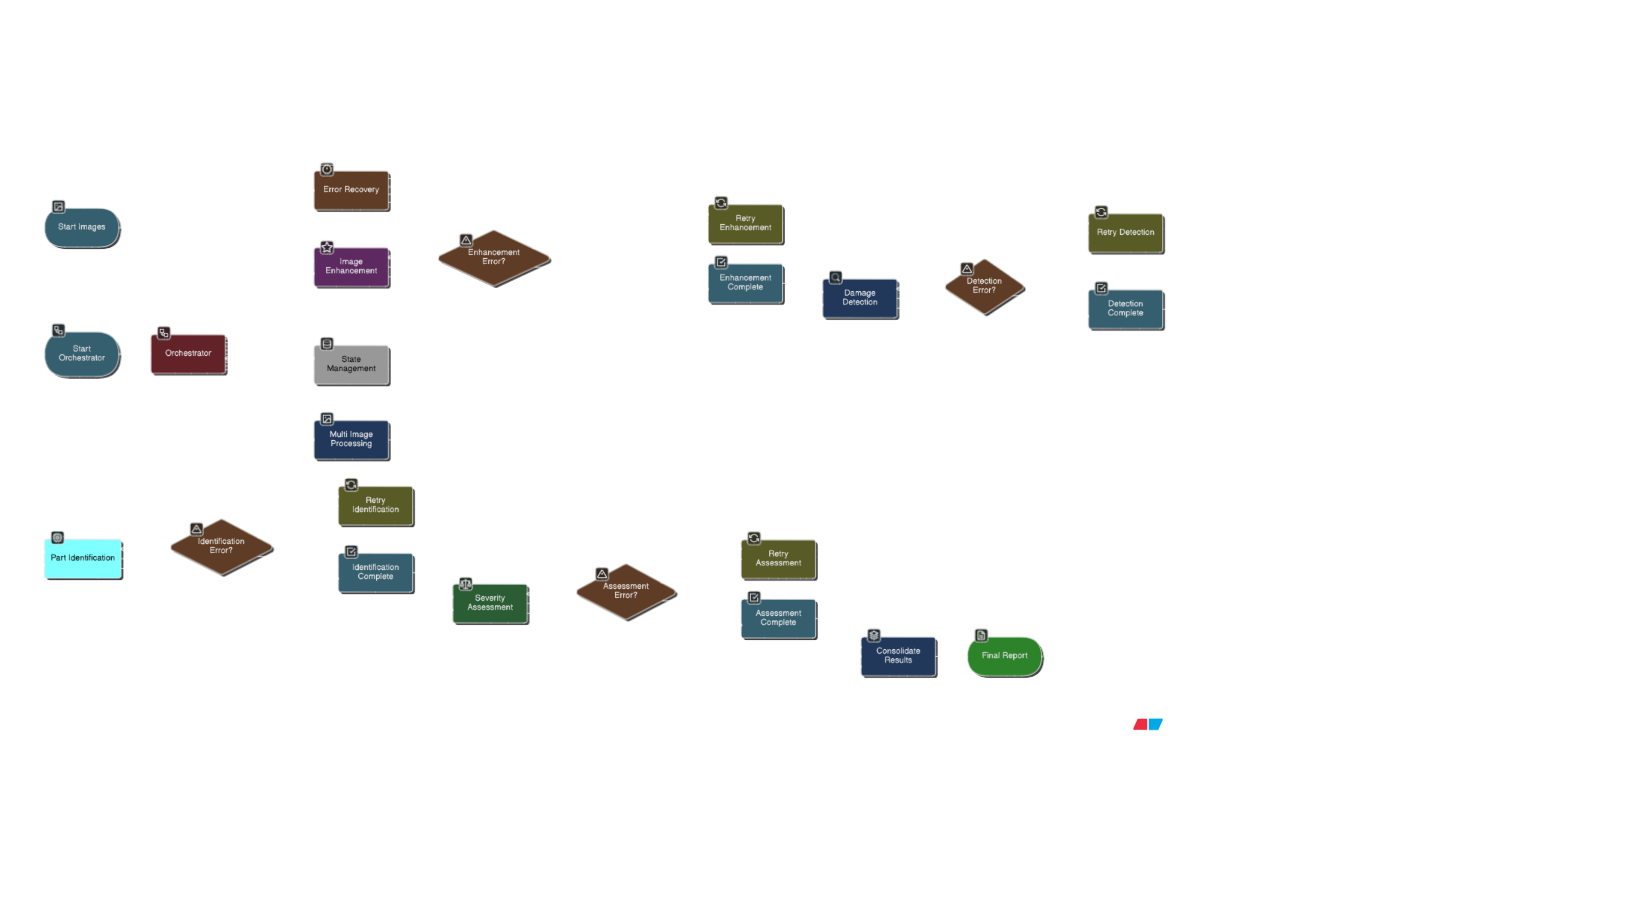 Error Recovery
Start Images
Image
Enhancement
Enhancement
Error?
Retry
Enhancement
Enhancement
Complete
Damage
Detection
Detection
Error?
Retry Detection
Detection
Complete
Start
Orchestrator
Orchestrator
State
Management
Multi Image
Processing
Part Identification
Identification
Error?
Retry
Identification
Identification
Complete
Severity
Assessment
Assessment
Error?
Retry
Assessment
Assessment
Complete
Consolidate
Results
Final Report